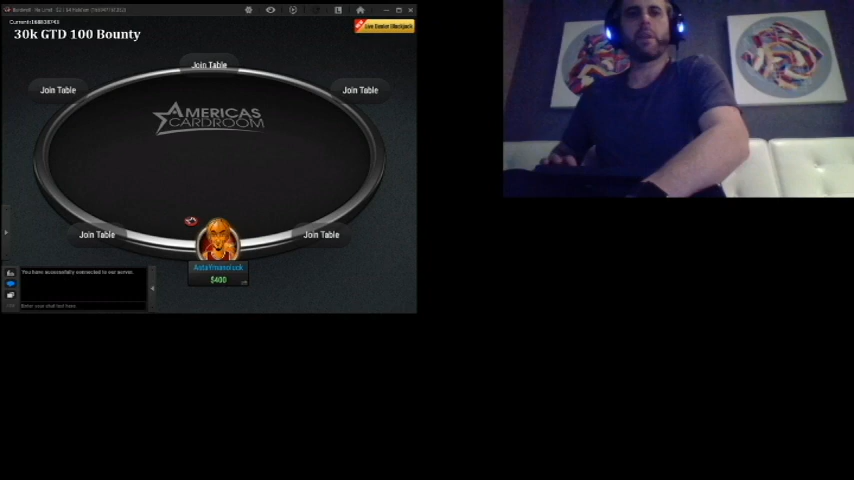 30k GTD 100 Bounty
Live Dealer Blackjack
Join Table
Join Table
Join Table
AMERICAS
CARDROOM
Join Table
Join Table
$400
You have successfully connected to our server.
Enter your chat text here